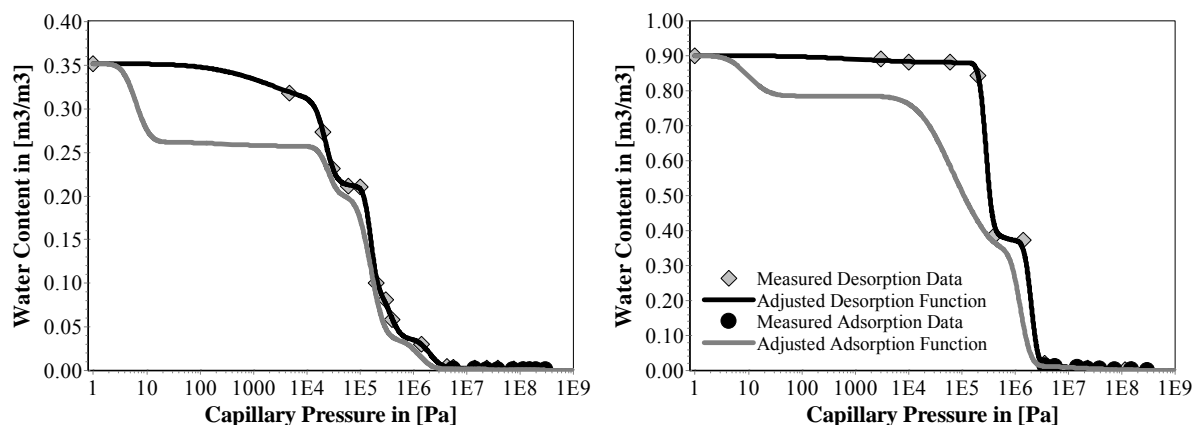 0.40
0.35
0.30
0.25
0.20
0.15
0.10
0.05
0.00
Water Content in [m3/m3]
1 10 100 1000 1E4 1E5 1E6 1E7 1E8 1E9
Capillary Pressure in [Pa]
1.00
0.90
0.80
0.70
0.60
0.50
0.40
0.30
0.20
0.10
0.00
Water Content in [m3/m3]
Measured Desorption Data
Adjusted Desorption Function
Measured Adsorption Data
Adjusted Adsorption Function
1 10 100 1000 1E4 1E5 1E6 1E7 1E8 1E9
Capillary Pressure in [Pa]